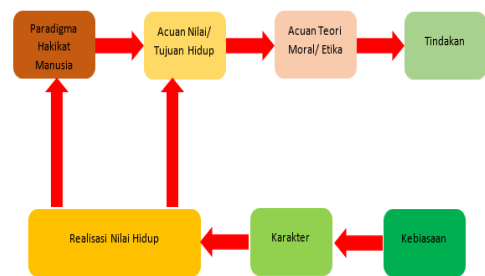 Paradigma
Hakikat
Manusia
Acuan Nilai/
Tujuan Hidup
Acuan Teori
Moral/ Etika
Tindakan
Realisasi Nilai Hidup
Karakter
Kebiasaan